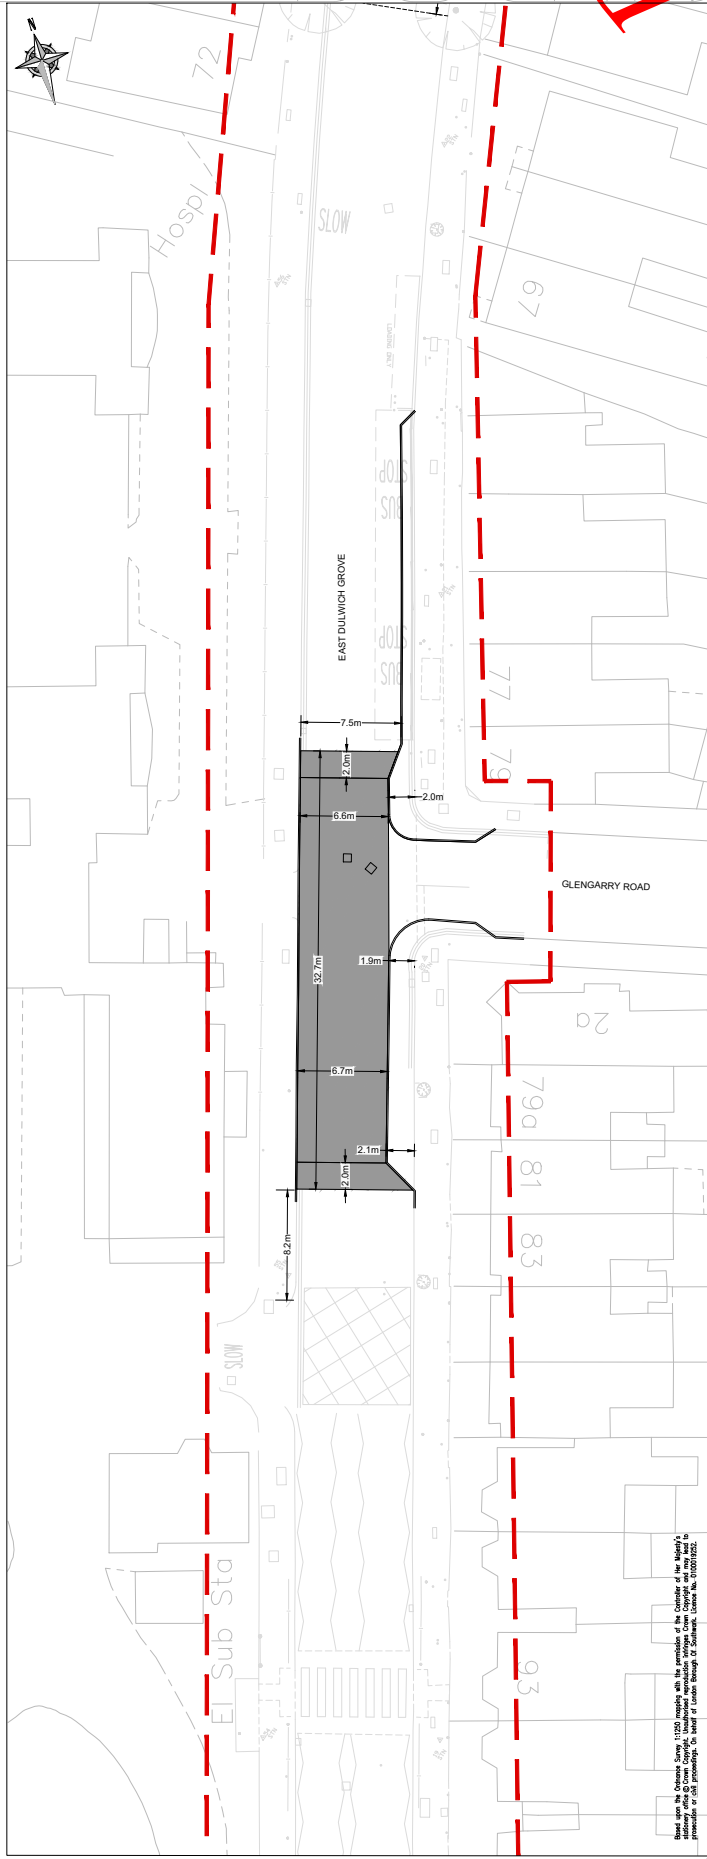 N
72
Hospl
SLOW
67
LOADING ONLY
STOP
BUS
EAST DULWICH GROVE
STOP
BUS
77
7.5m
79
2.0m
2.0m
6.6m
GLENGARRY ROAD
1.9m
32.7m
2a
6.7m
79a
2.1m
81
2.0m
83
8.2m
SLOW
El Sub Sta
93
Based upon the Ordnance Survey 1:1250 mapping with the permission of the Controller of Her Majesty's
stationery office © Crown Copyright. Unauthorised reproduction infringes Crown Copyright and may lead to
prosecution or civil proceedings. On behalf of London Borough Of Southwark. Licence No.-0100019252.